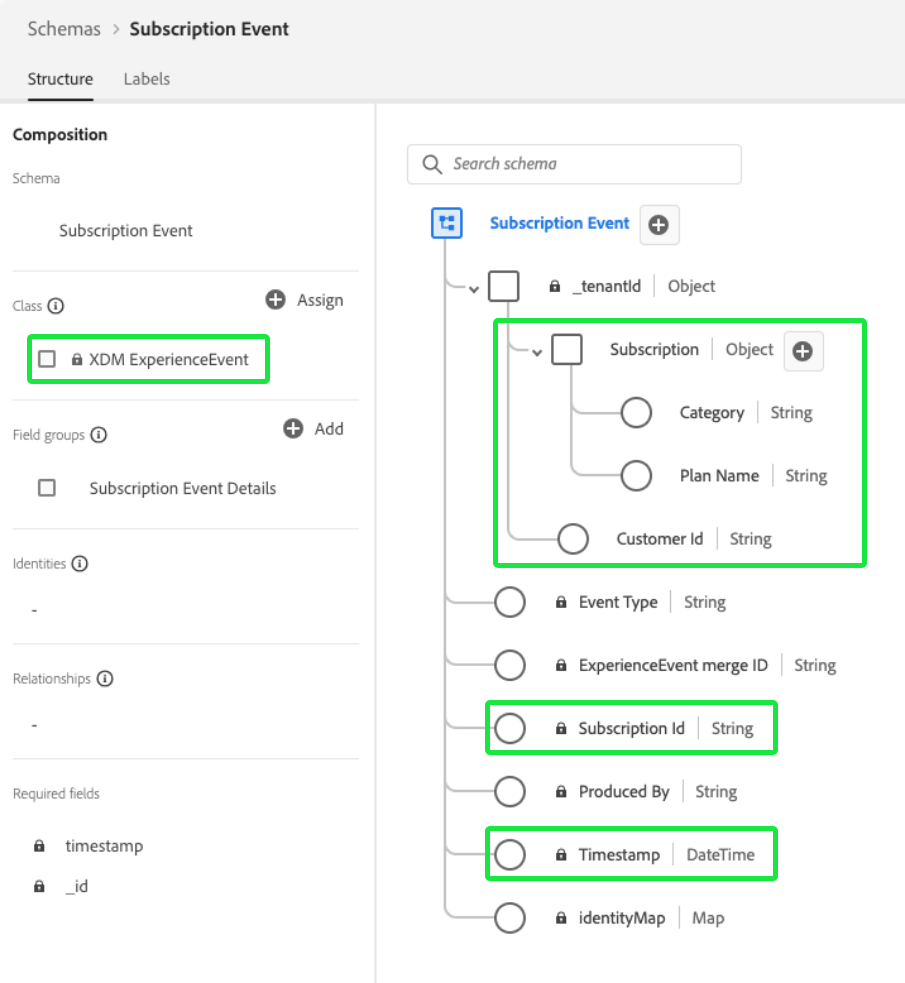 Schemas > Subscription Event
Structure Labels
Composition
Schema
Subscription Event
Class Assign
XDM ExperienceEvent
Field groups Add
Subscription Event Details
Identities
-
Relationships
-
Required fields
timestamp
_id
Search schema
Subscription Event
_tenantId Object
Subscription Object
Category String
Plan Name String
Customer Id String
Event Type String
ExperienceEvent merge ID String
Subscription Id String
Produced By String
Timestamp DateTime
identityMap Map